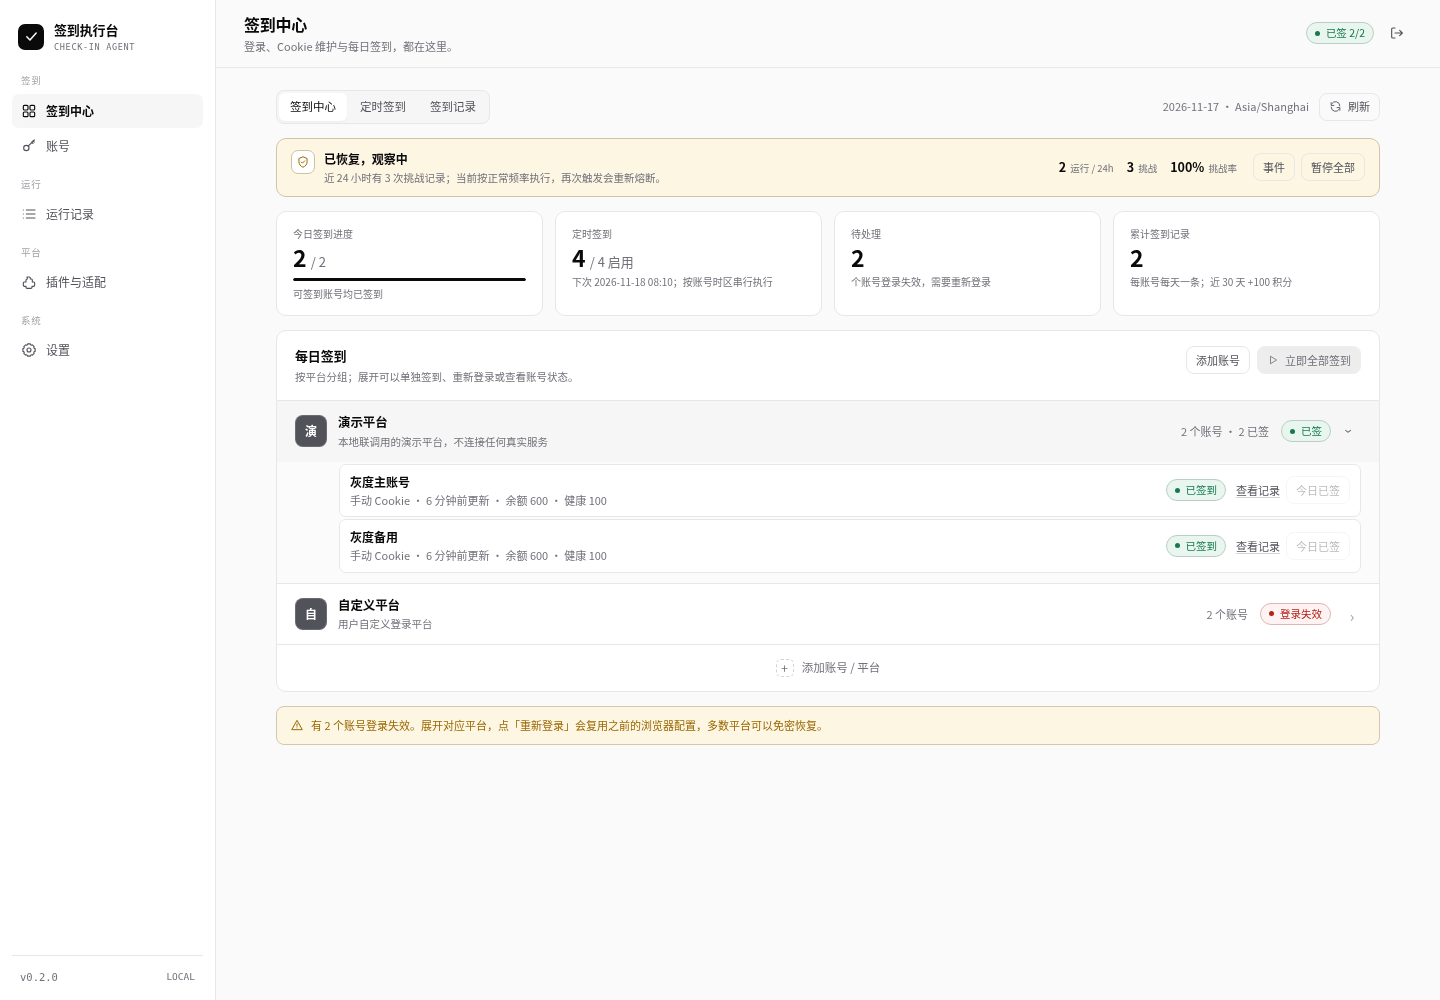 签到执行台
CHECK-IN AGENT
签到
签到中心
账号
运行
运行记录
平台
插件与适配
系统
设置
v0.2.0
LOCAL
签到中心
登录、Cookie 维护与每日签到，都在这里。
已签 2/2
签到中心
定时签到
签到记录
2026-11-17 · Asia/Shanghai
刷新
已恢复，观察中
近 24 小时有 3 次挑战记录；当前按正常频率执行，再次触发会重新熔断。
2 运行 / 24h
3 挑战
100% 挑战率
事件
暂停全部
今日签到进度
2 / 2
可签到账号均已签到
定时签到
4 / 4 启用
下次 2026-11-18 08:10；按账号时区串行执行
待处理
2
个账号登录失效，需要重新登录
累计签到记录
2
每账号每天一条；近 30 天 +100 积分
每日签到
按平台分组；展开可以单独签到、重新登录或查看账号状态。
添加账号
立即全部签到
演
演示平台
本地联调用的演示平台，不连接任何真实服务
2 个账号 · 2 已签
已签
灰度主账号
手动 Cookie · 6 分钟前更新 · 余额 600 · 健康 100
已签到
查看记录
今日已签
灰度备用
手动 Cookie · 6 分钟前更新 · 余额 600 · 健康 100
已签到
查看记录
今日已签
自
自定义平台
用户自定义登录平台
2 个账号
登录失效
+ 添加账号 / 平台
有 2 个账号登录失效。展开对应平台，点「重新登录」会复用之前的浏览器配置，多数平台可以免密恢复。